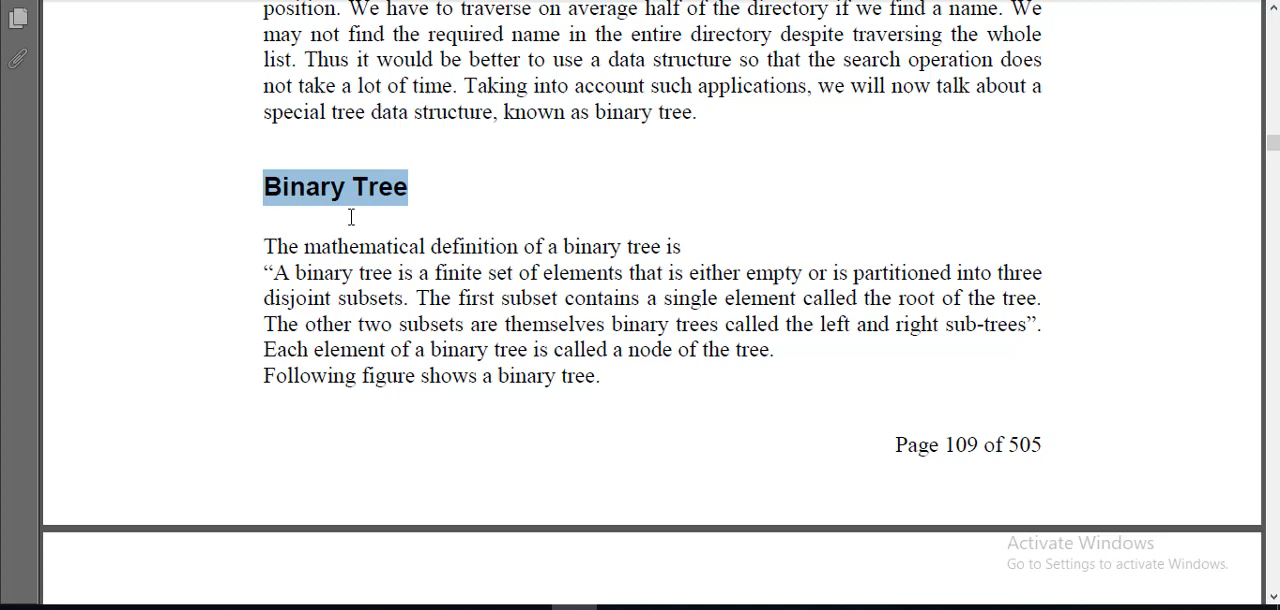 position. We have to traverse on average half of the directory if we find a name. We
may not find the required name in the entire directory despite traversing the whole
list. Thus it would be better to use a data structure so that the search operation does
not take a lot of time. Taking into account such applications, we will now talk about a
special tree data structure, known as binary tree.
Binary Tree
The mathematical definition of a binary tree is
“A binary tree is a finite set of elements that is either empty or is partitioned into three
disjoint subsets. The first subset contains a single element called the root of the tree.
The other two subsets are themselves binary trees called the left and right sub-trees”.
Each element of a binary tree is called a node of the tree.
Following figure shows a binary tree.
Page 109 of 505
Activate Windows
Go to Settings to activate Windows.